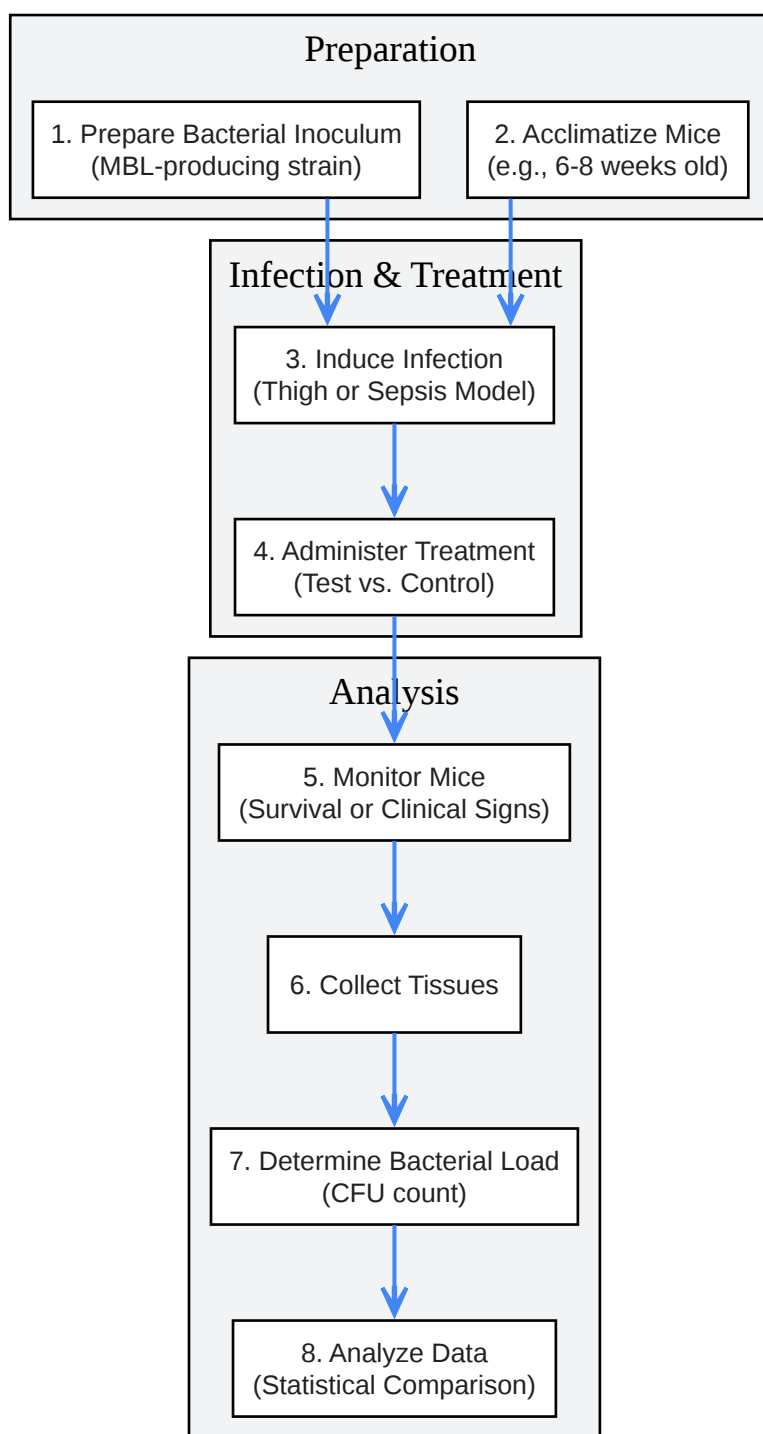 Preparation
1. Prepare Bacterial Inoculum
(MBL-producing strain)
2. Acclimatize Mice
(e.g., 6-8 weeks old)
Infection & Treatment
3. Induce Infection
(Thigh or Sepsis Model)
4. Administer Treatment
(Test vs. Control)
Analysis
5. Monitor Mice
(Survival or Clinical Signs)
6. Collect Tissues
7. Determine Bacterial Load
(CFU count)
8. Analyze Data
(Statistical Comparison)